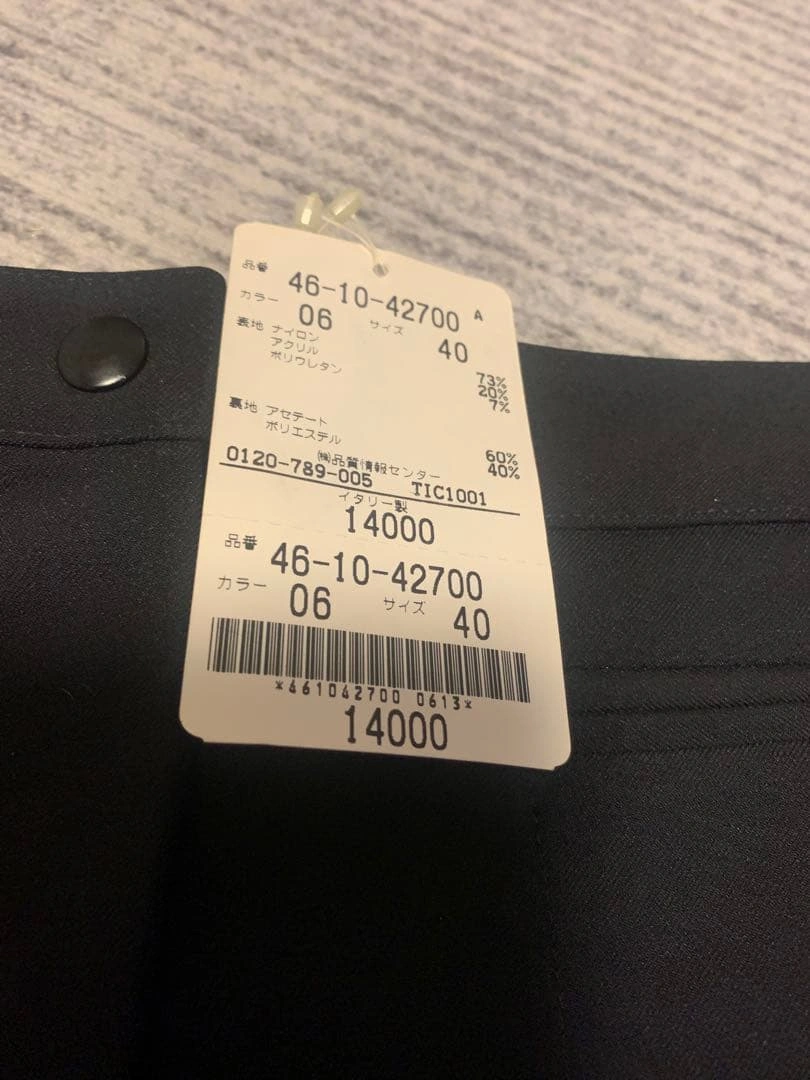 品番 46-10-42700 A
カラー 06 サイズ 40
表地 ナイロン 73%
アクリル 20%
ポリウレタン 7%
裏地 アセテート 60%
ポリエステル 40%
㈱品質情報センター
0120-789-005 TIC1001
イタリー製
14000
品番 46-10-42700
カラー 06 サイズ 40
*461042700 0613*
14000